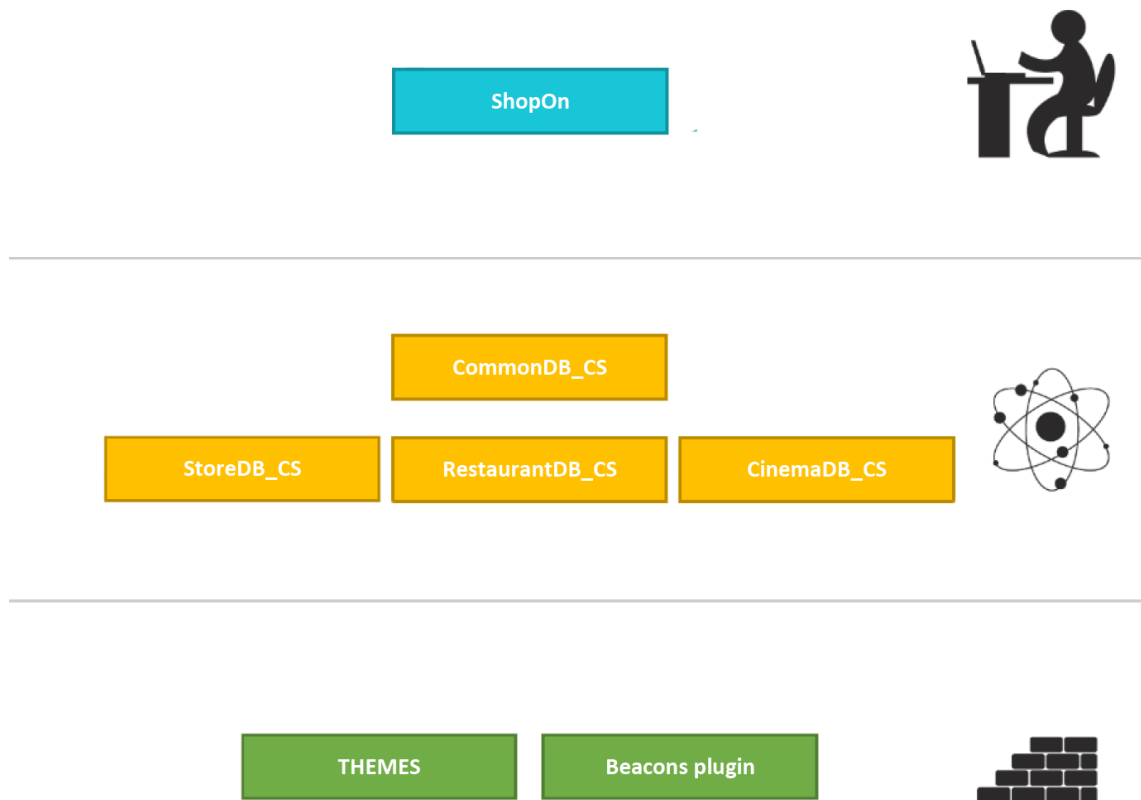 ShopOn
CommonDB_CS
StoreDB_CS
RestaurantDB_CS
CinemaDB_CS
THEMES
Beacons plugin